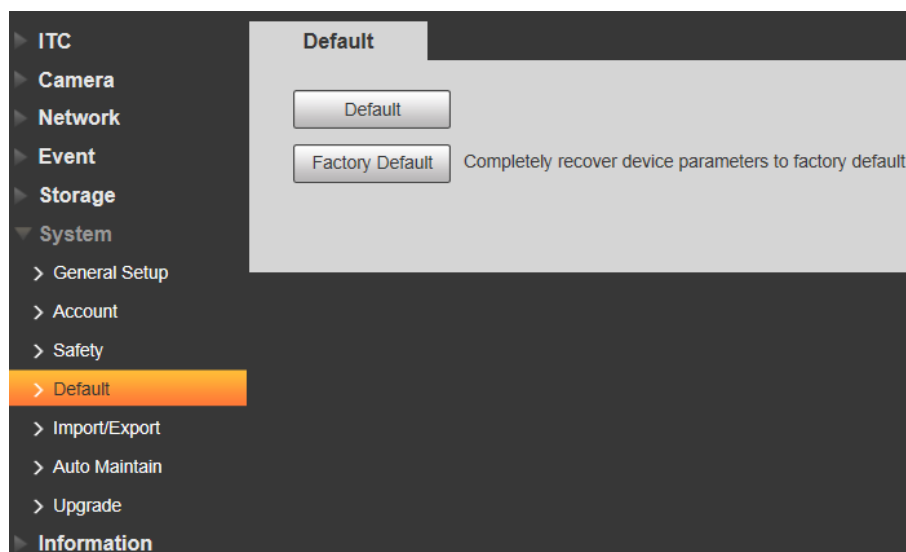 ITC
Camera
Network
Event
Storage
System
General Setup
Account
Safety
Default
Import/Export
Auto Maintain
Upgrade
Information
Default
Default
Factory Default Completely recover device parameters to factory default